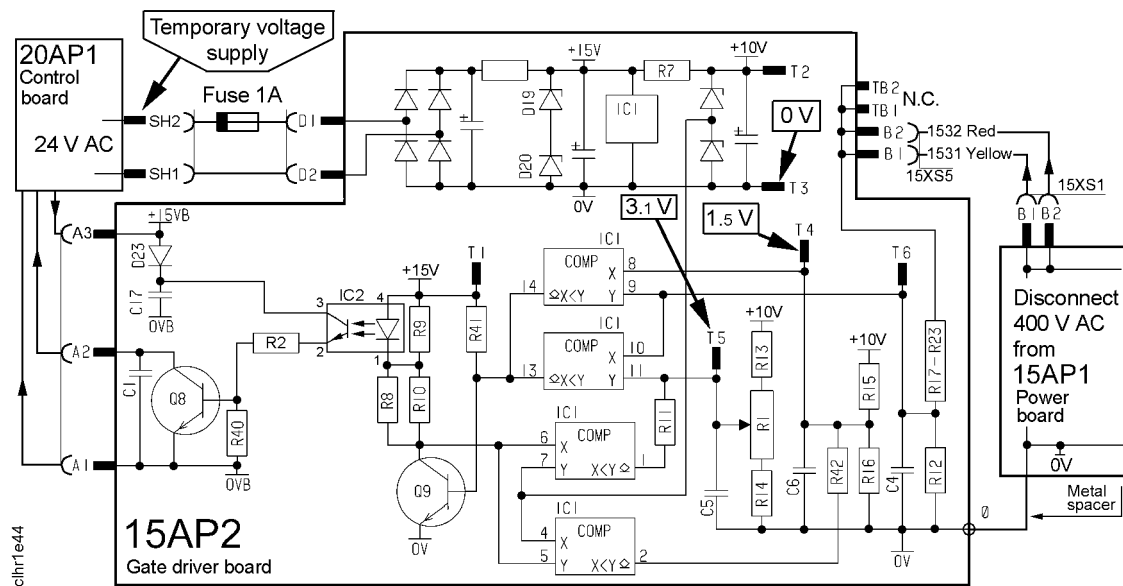 Temporary voltage
supply
20AP1
Control
board
24 V AC
SH2
Fuse 1A
D1
SH1
D2
+15V
+10V
R7
T2
D19
IC1
D20
0V
T3
0 V
TB2
TB1
N.C.
B2
1532 Red
B1
1531 Yellow
15XS5
15XS1
B1
B2
3.1 V
1.5 V
A3
+15VB
D23
C17
0VB
IC2
3
4
2
1
+15V
T1
R9
R41
R2
R8
R10
A2
C1
Q8
R40
A1
0VB
Q9
0V
IC1
COMP
X
8
14
X<Y
Y
9
IC1
COMP
X
10
13
X<Y
Y
11
IC1
6
X
COMP
7
Y
X<Y
1
IC1
4
X
COMP
5
Y
X<Y
2
T4
T6
T5
+10V
R13
R11
R1
R14
C5
C6
R42
+10V
R15
R16
C4
R17-R23
R12
0V
Ø
Disconnect
400 V AC
from
15AP1
Power
board
0V
Metal
spacer
15AP2
Gate driver board
clhr1e44